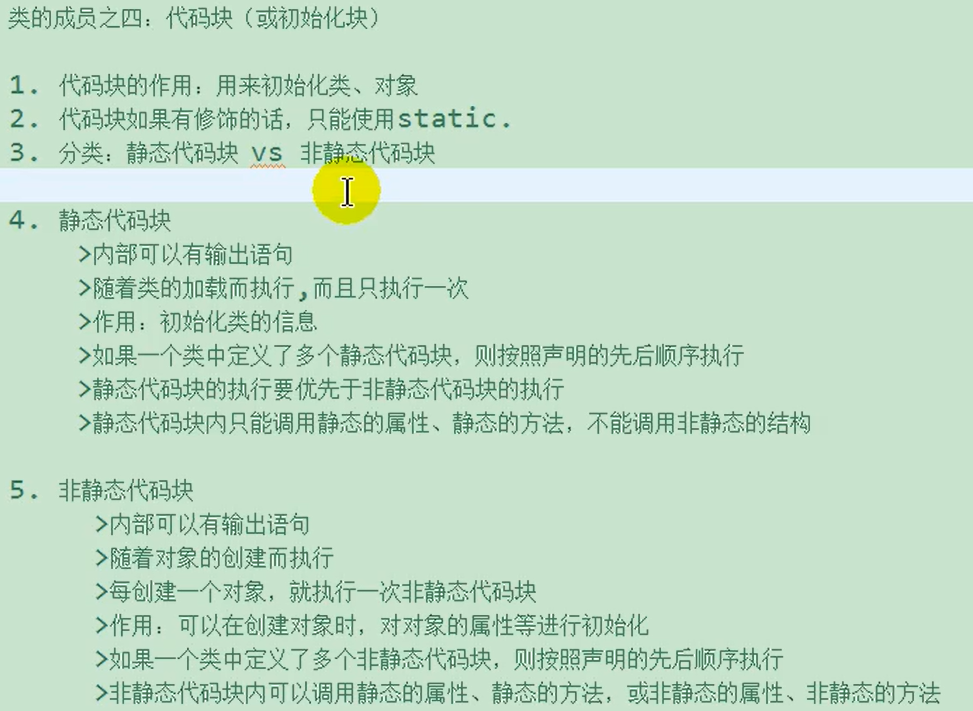 类的成员之四：代码块（或初始化块）
1. 代码块的作用：用来初始化类、对象
2. 代码块如果有修饰的话，只能使用static.
3. 分类：静态代码块 vs 非静态代码块
4. 静态代码块
>内部可以有输出语句
>随着类的加载而执行,而且只执行一次
>作用：初始化类的信息
>如果一个类中定义了多个静态代码块，则按照声明的先后顺序执行
>静态代码块的执行要优先于非静态代码块的执行
>静态代码块内只能调用静态的属性、静态的方法，不能调用非静态的结构
5. 非静态代码块
>内部可以有输出语句
>随着对象的创建而执行
>每创建一个对象，就执行一次非静态代码块
>作用：可以在创建对象时，对对象的属性等进行初始化
>如果一个类中定义了多个非静态代码块，则按照声明的先后顺序执行
>非静态代码块内可以调用静态的属性、静态的方法，或非静态的属性、非静态的方法